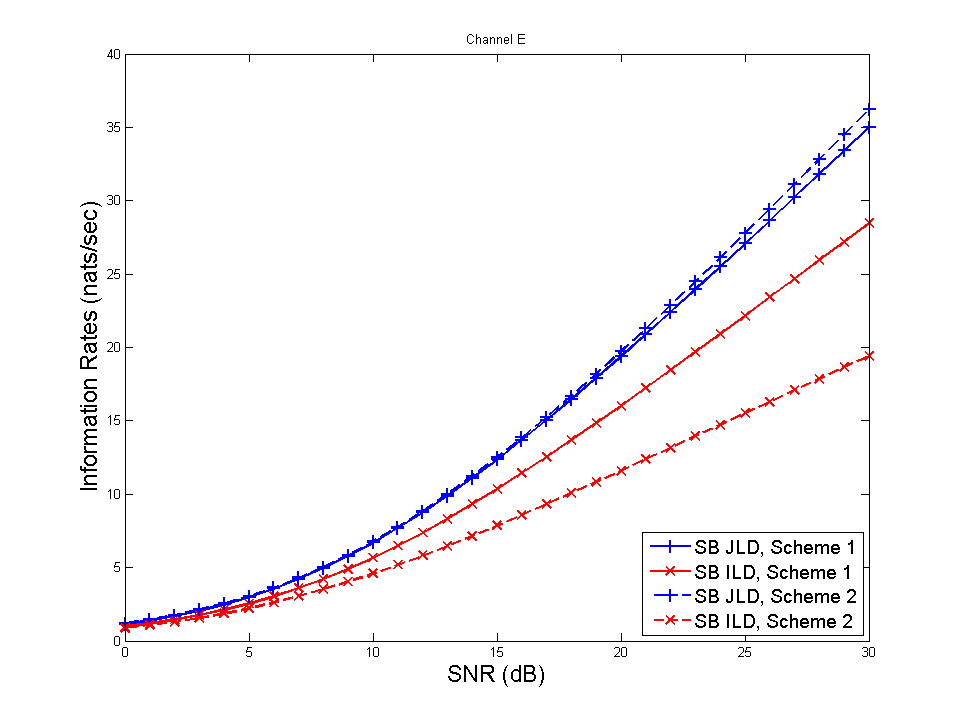 Channel E
40
35
30
25
20
15
10
5
0
Information Rates (nats/sec)
0 5 10 15 20 25 30
SNR (dB)
SB JLD, Scheme 1
SB ILD, Scheme 1
SB JLD, Scheme 2
SB ILD, Scheme 2